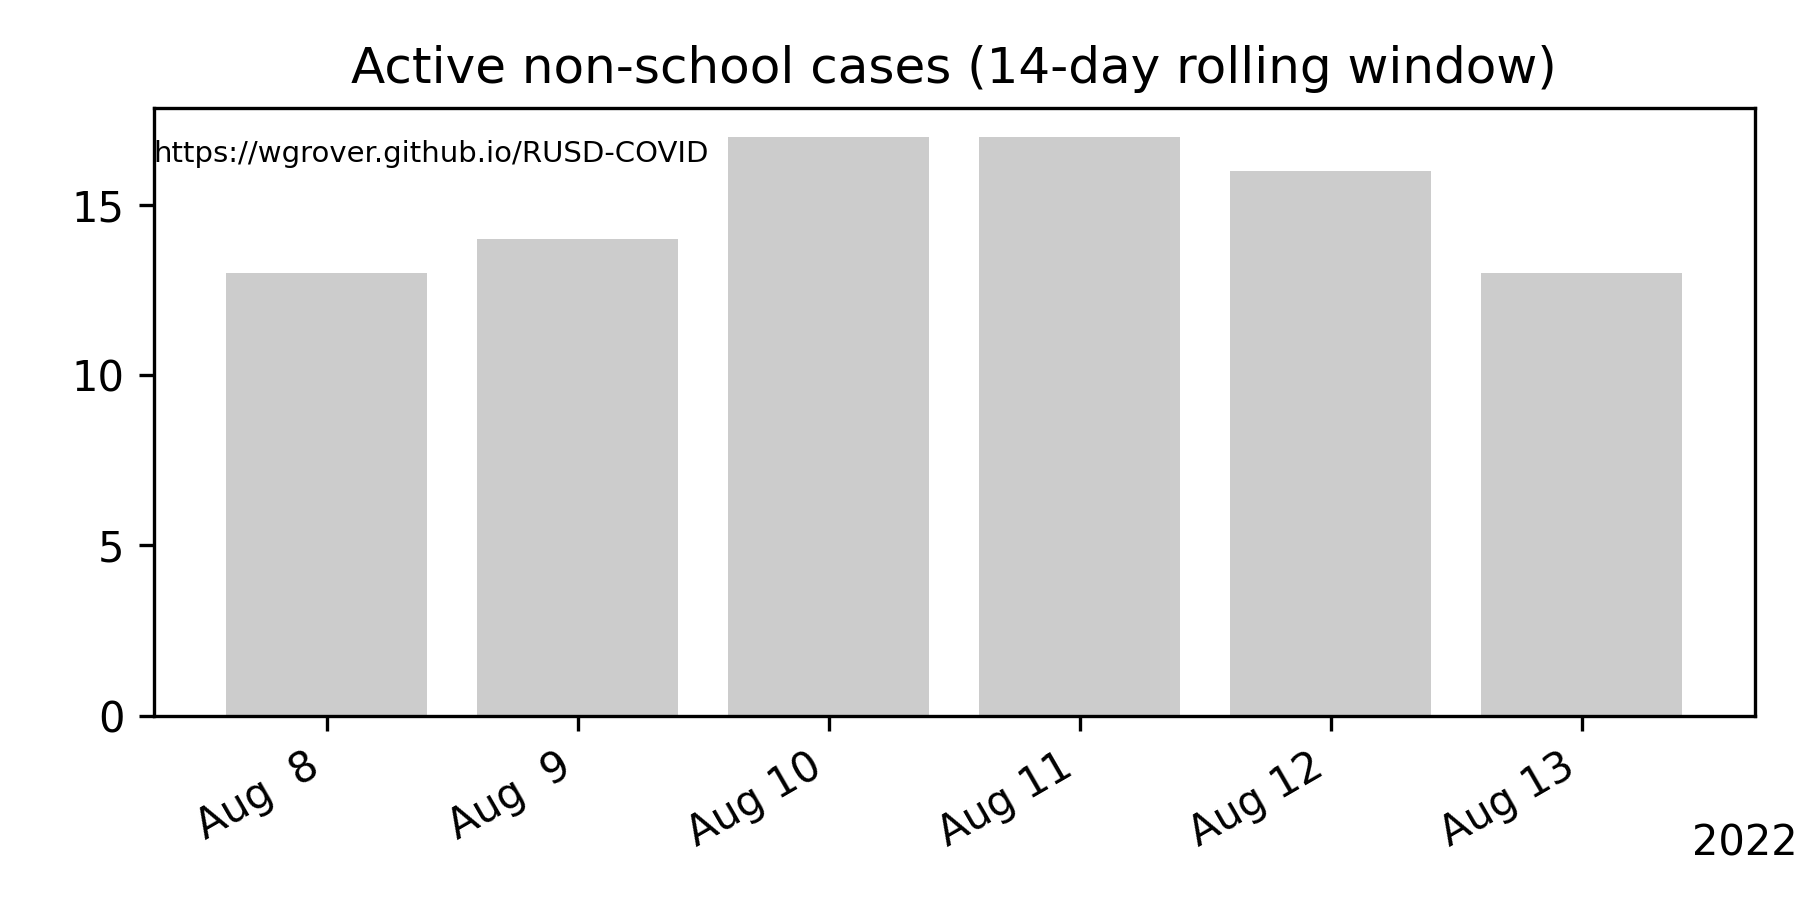 Active non-school cases (14-day rolling window)
https://wgrover.github.io/RUSD-COVID
15
10
5
0
Aug  8
Aug  9
Aug 10
Aug 11
Aug 12
Aug 13
2022